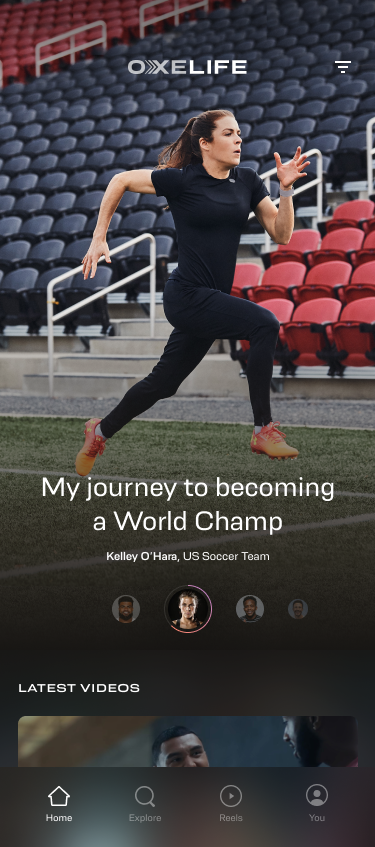 OXELIFE
My journey to becoming
a World Champ
Kelley O'Hara, US Soccer Team
LATEST VIDEOS
Home
Explore
Reels
You